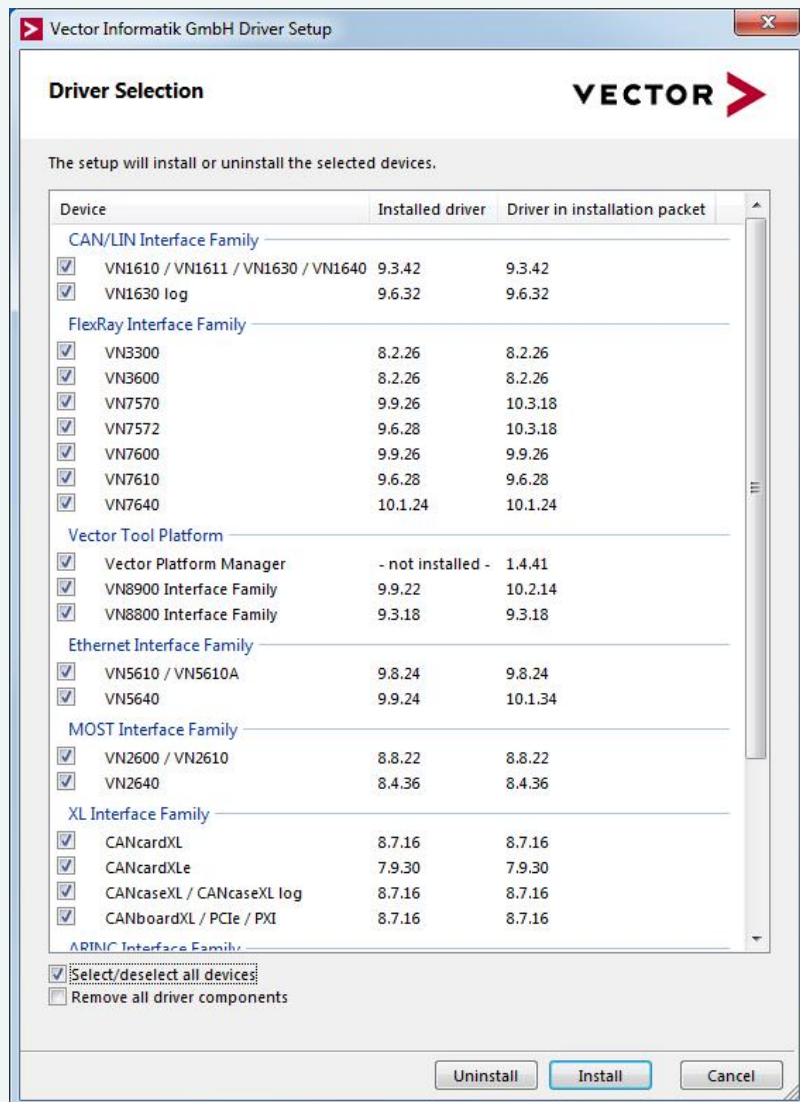 Vector Informatik GmbH Driver Setup
Driver Selection
VECTOR
The setup will install or uninstall the selected devices.
Device Installed driver Driver in installation packet
CAN/LIN Interface Family
VN1610 / VN1611 / VN1630 / VN1640 9.3.42 9.3.42
VN1630 log 9.6.32 9.6.32
FlexRay Interface Family
VN3300 8.2.26 8.2.26
VN3600 8.2.26 8.2.26
VN7570 9.9.26 10.3.18
VN7572 9.6.28 10.3.18
VN7600 9.9.26 9.9.26
VN7610 9.6.28 9.6.28
VN7640 10.1.24 10.1.24
Vector Tool Platform
Vector Platform Manager - not installed - 1.4.41
VN8900 Interface Family 9.9.22 10.2.14
VN8800 Interface Family 9.3.18 9.3.18
Ethernet Interface Family
VN5610 / VN5610A 9.8.24 9.8.24
VN5640 9.9.24 10.1.34
MOST Interface Family
VN2600 / VN2610 8.8.22 8.8.22
VN2640 8.4.36 8.4.36
XL Interface Family
CANcardXL 8.7.16 8.7.16
CANcardXLe 7.9.30 7.9.30
CANcaseXL / CANcaseXL log 8.7.16 8.7.16
CANboardXL / PCIe / PXI 8.7.16 8.7.16
ARINC Interface Family
Select/deselect all devices
Remove all driver components
Uninstall Install Cancel